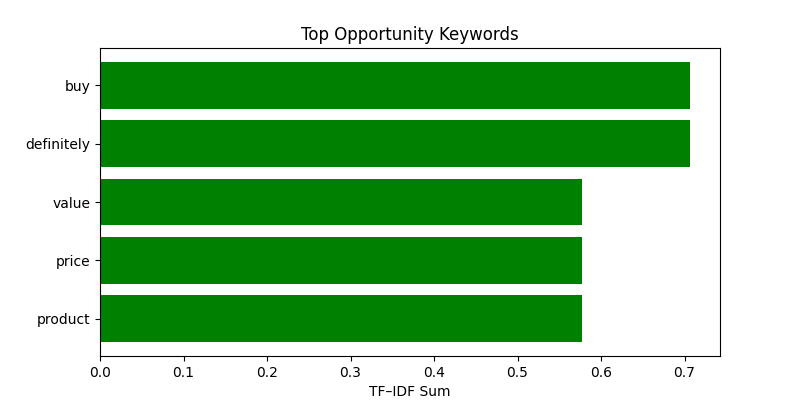 Top Opportunity Keywords
buy
definitely
value
price
product
0.0 0.1 0.2 0.3 0.4 0.5 0.6 0.7
TF–IDF Sum